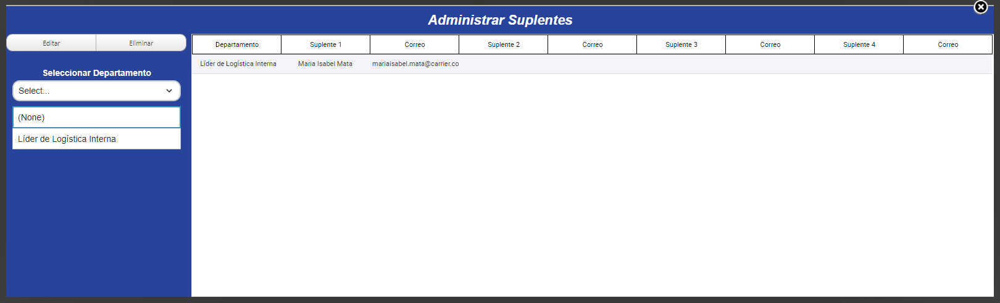 Administrar Suplentes
Editar Eliminar
Seleccionar Departamento
Select...
(None)
Líder de Logística Interna
Departamento Suplente 1 Correo Suplente 2 Correo Suplente 3 Correo Suplente 4 Correo
Líder de Logística Interna Maria Isabel Mata mariaisabel.mata@carrier.co